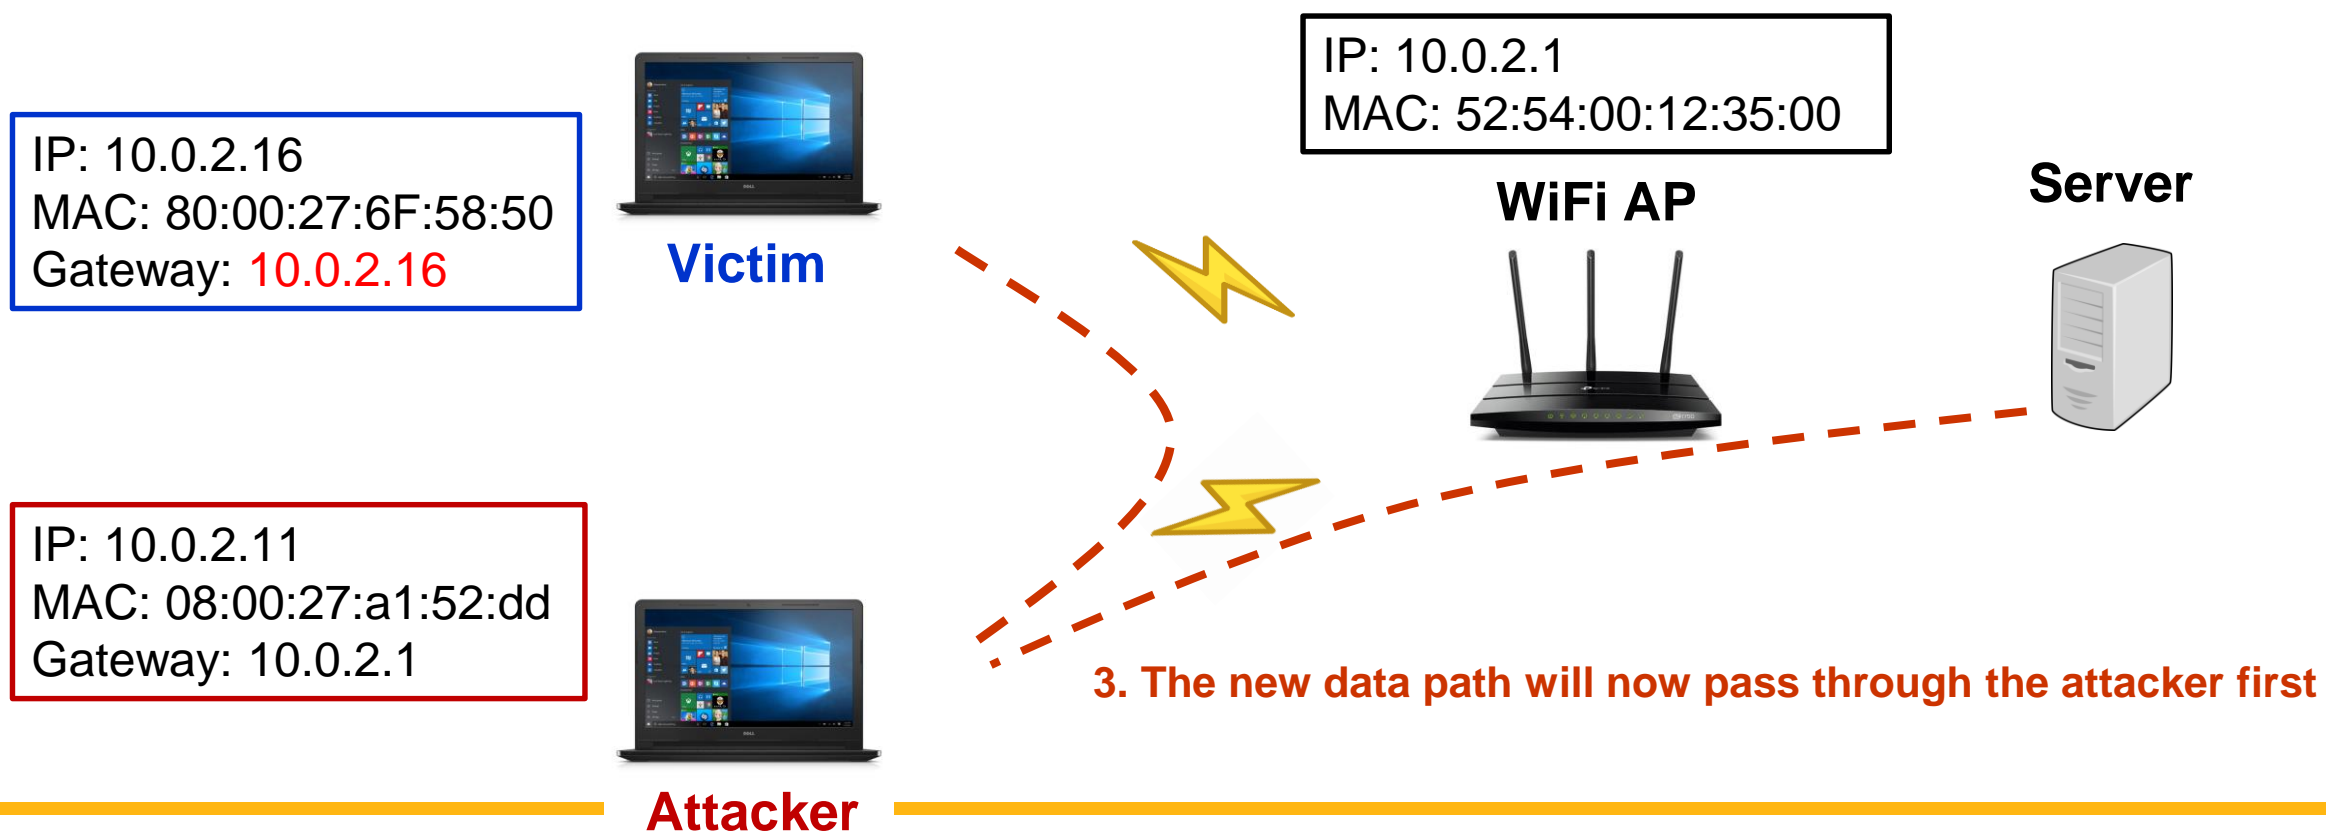 IP: 10.0.2.16
MAC: 80:00:27:6F:58:50
Gateway: 10.0.2.16
Victim
IP: 10.0.2.1
MAC: 52:54:00:12:35:00
WiFi AP
Server
IP: 10.0.2.11
MAC: 08:00:27:a1:52:dd
Gateway: 10.0.2.1
3. The new data path will now pass through the attacker first
Attacker
DELL
DELL